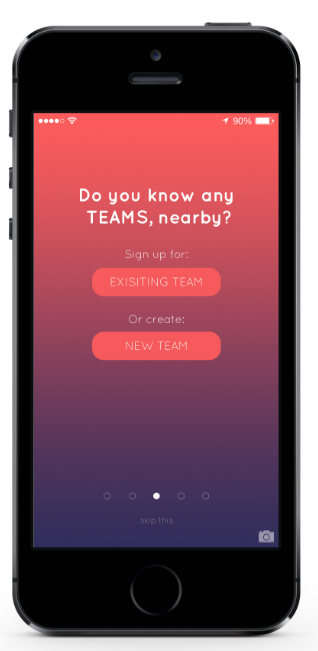 90%
Do you know any
TEAMS, nearby?
Sign up for:
EXISITING TEAM
Or create:
NEW TEAM
skip this